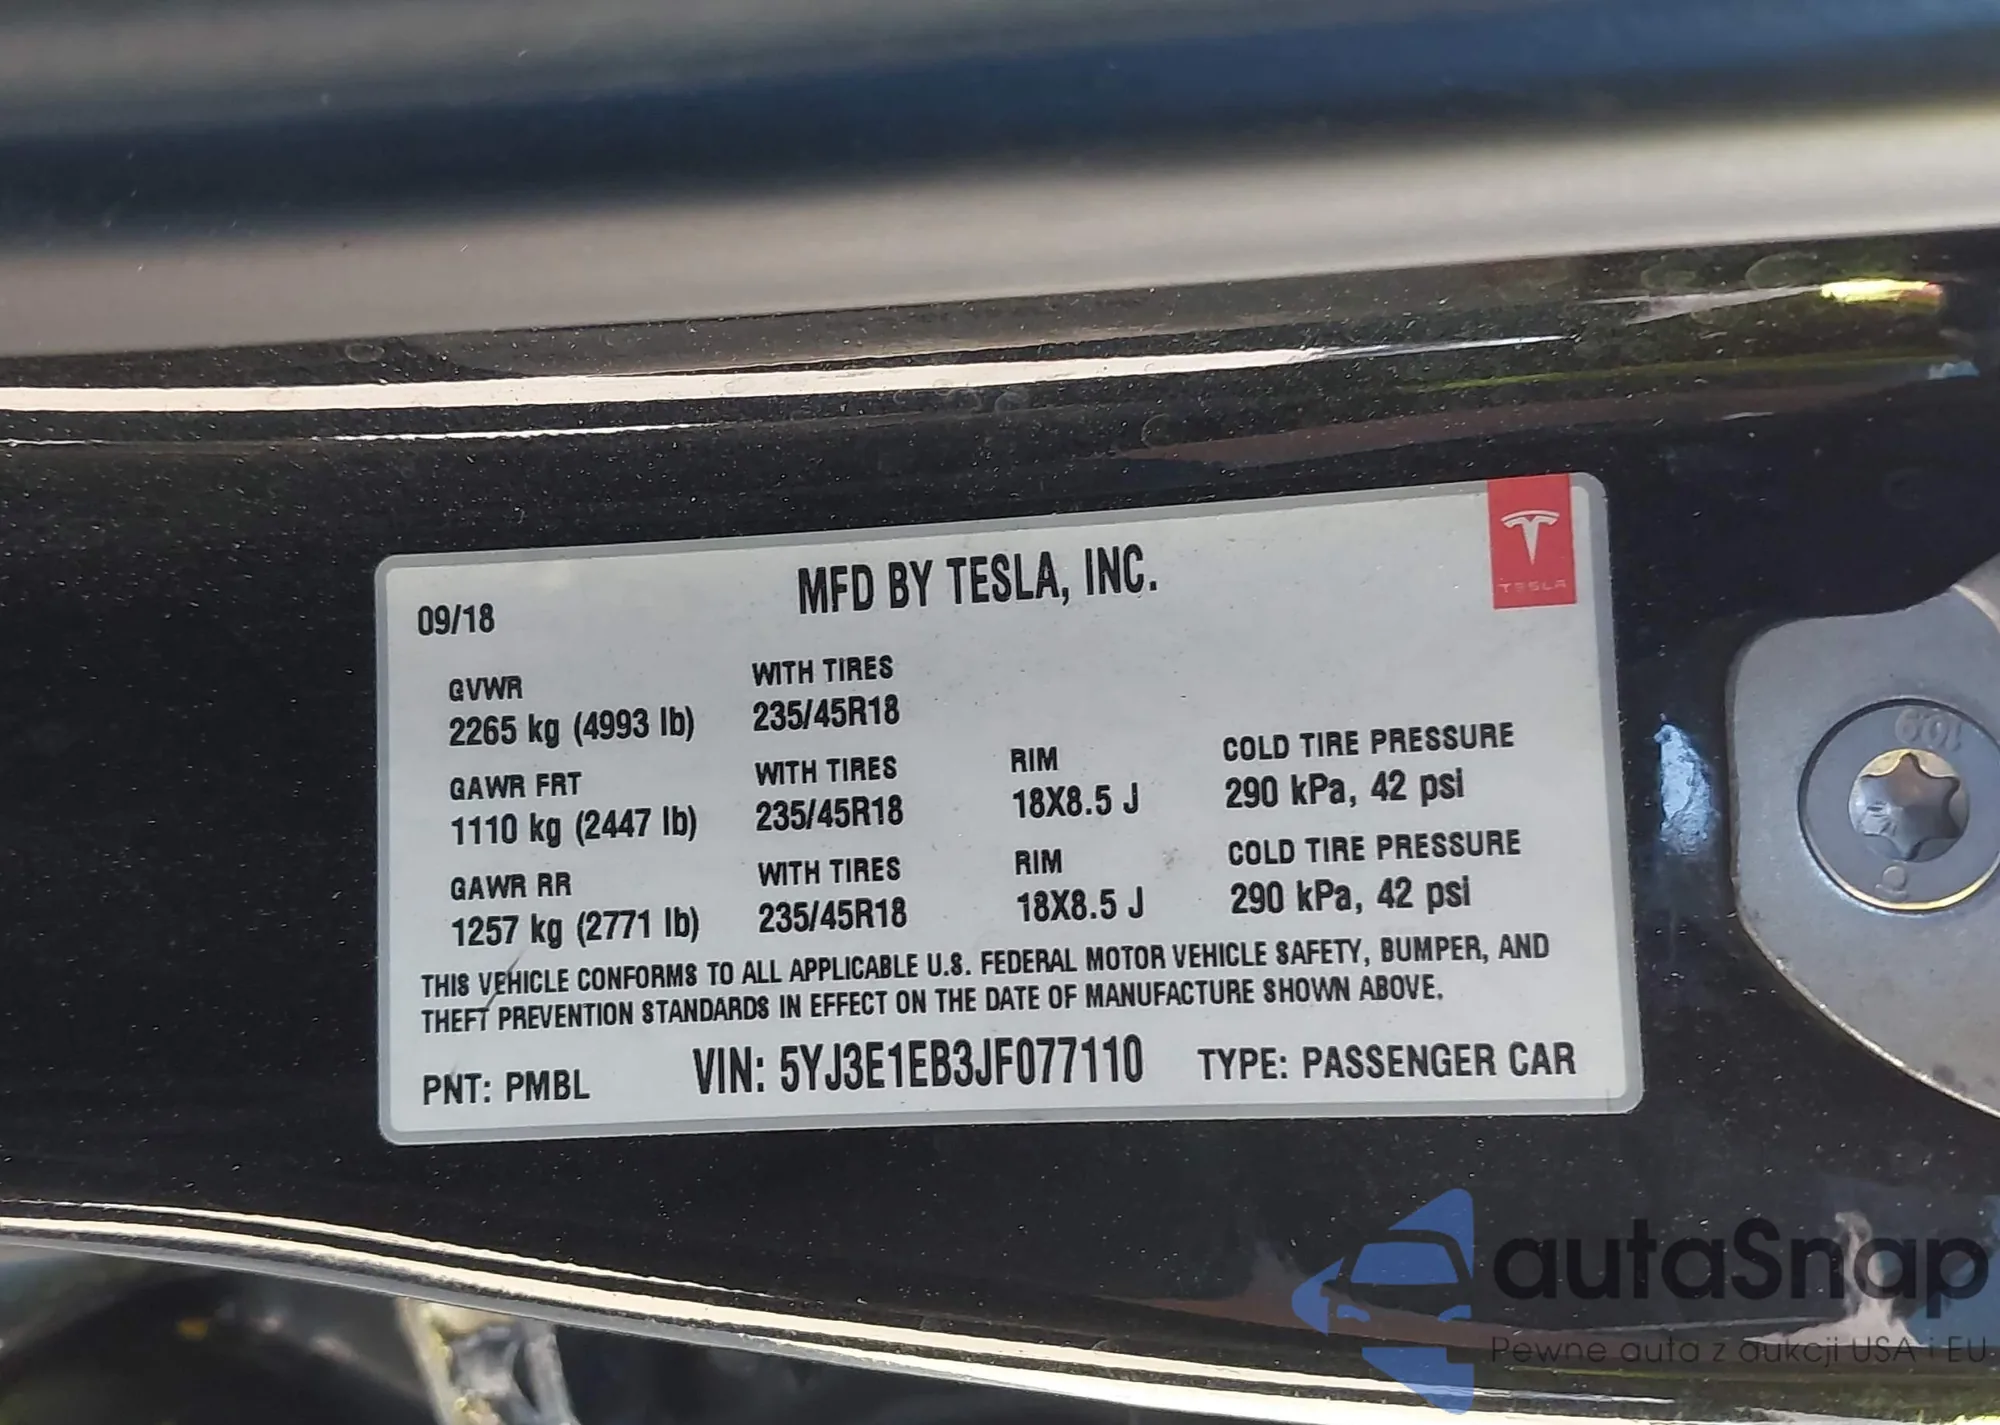 09/18
MFD BY TESLA, INC.
TESLA
GVWR
2265 kg (4993 lb)
WITH TIRES
235/45R18
GAWR FRT
1110 kg (2447 lb)
WITH TIRES
235/45R18
RIM
18X8.5 J
COLD TIRE PRESSURE
290 kPa, 42 psi
GAWR RR
1257 kg (2771 lb)
WITH TIRES
235/45R18
RIM
18X8.5 J
COLD TIRE PRESSURE
290 kPa, 42 psi
THIS VEHICLE CONFORMS TO ALL APPLICABLE U.S. FEDERAL MOTOR VEHICLE SAFETY, BUMPER, AND
THEFT PREVENTION STANDARDS IN EFFECT ON THE DATE OF MANUFACTURE SHOWN ABOVE.
PNT: PMBL
VIN: 5YJ3E1EB3JF077110
TYPE: PASSENGER CAR
autaSnap
Pewne auta z aukcji USA i EU